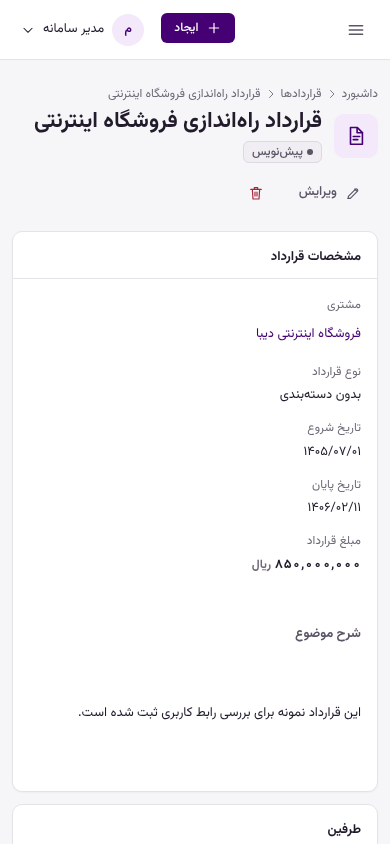 ایجاد
م
مدیر سامانه
داشبورد > قراردادها > قرارداد راه‌اندازی فروشگاه اینترنتی
قرارداد راه‌اندازی فروشگاه اینترنتی
پیش‌نویس
ویرایش
مشخصات قرارداد
مشتری
فروشگاه اینترنتی دیبا
نوع قرارداد
بدون دسته‌بندی
تاریخ شروع
۱۴۰۵/۰۷/۰۱
تاریخ پایان
۱۴۰۶/۰۲/۱۱
مبلغ قرارداد
۸۵۰,۰۰۰,۰۰۰ ریال
شرح موضوع
این قرارداد نمونه برای بررسی رابط کاربری ثبت شده است.
طرفین